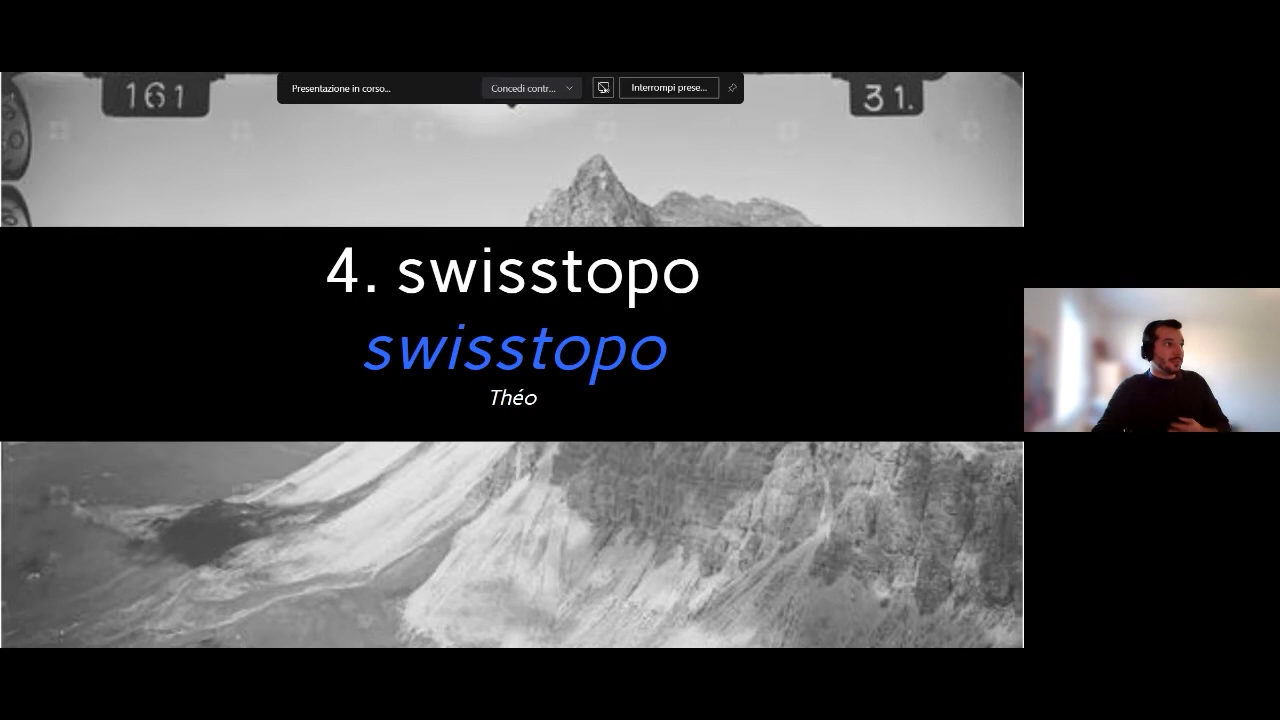 161
Presentazione in corso...
Concedi contr...
Interrompi prese...
31.
4. swisstopo
swisstopo
Théo